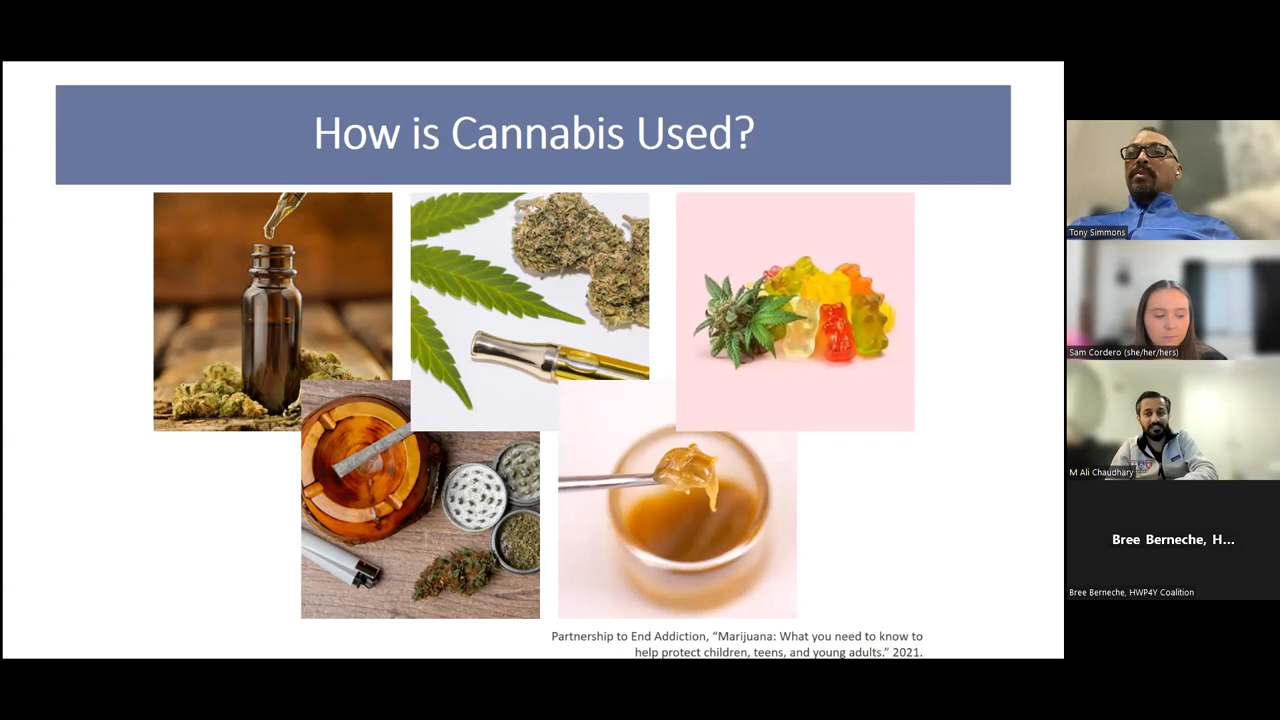 How is Cannabis Used?
Partnership to End Addiction, “Marijuana: What you need to know to
help protect children, teens, and young adults.” 2021.
Tony Simmons
Sam Cordero (she/her/hers)
M Ali Chaudhary
Bree Berneche, H...
Bree Berneche, HWP4Y Coalition